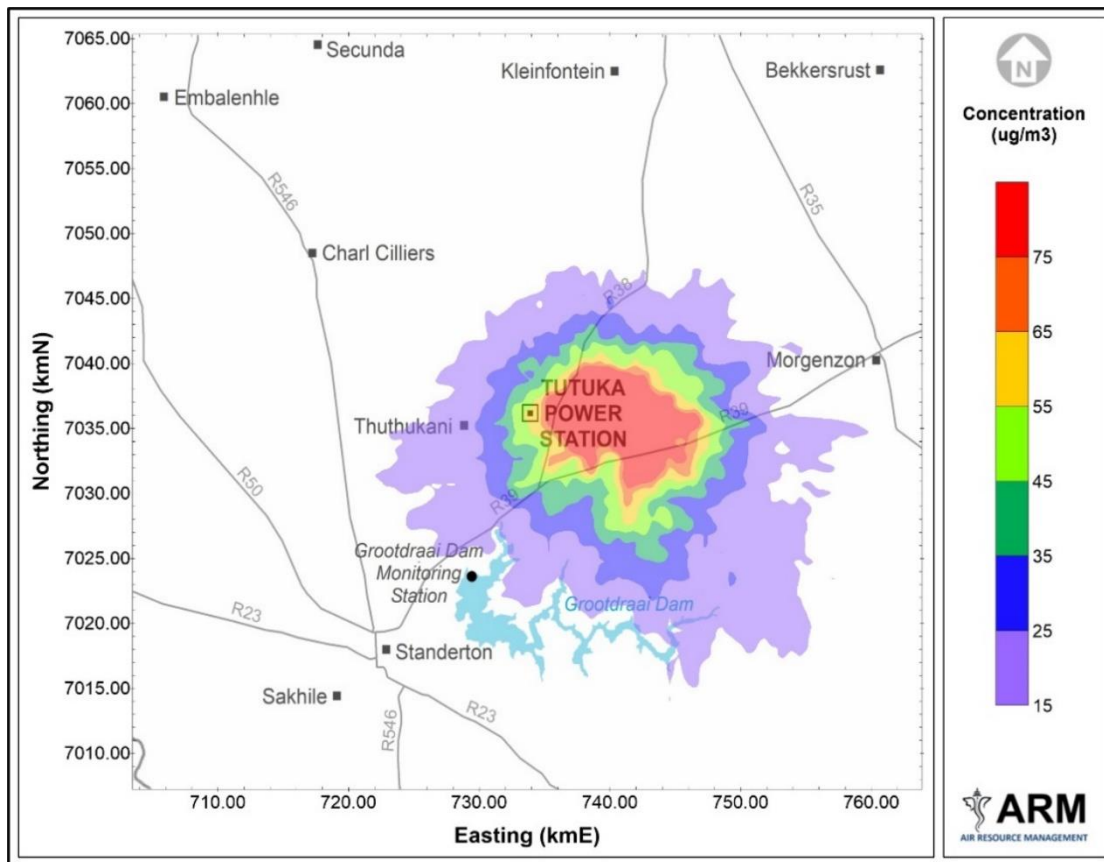 7065.00
7060.00
7055.00
7050.00
7045.00
7040.00
7035.00
7030.00
7025.00
7020.00
7015.00
7010.00
Northing (kmN)
710.00 720.00 730.00 740.00 750.00 760.00
Easting (kmE)
Secunda
Kleinfontein
Bekkersrust
Embalenhle
R546
R35
Charl Cilliers
R38
Morgenzon
TUTUKA
POWER
STATION
R39
Thuthukani
R50
R39
Grootdraai Dam
Monitoring
Station
Grootdraai Dam
R23
Standerton
Sakhile
R546
R23
N
Concentration
(ug/m3)
75
65
55
45
35
25
15
ARM
AIR RESOURCE MANAGEMENT